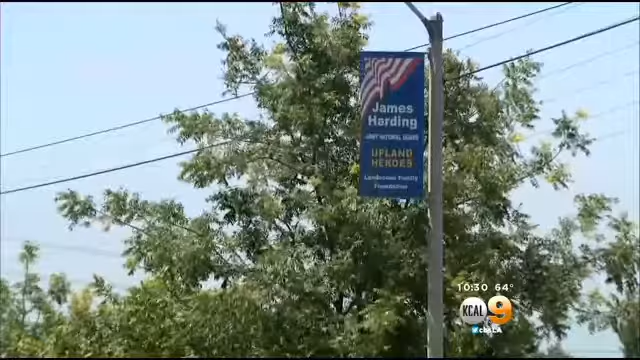 James
Harding
ARMY NATIONAL GUARD
UPLAND
HEROES
Landecena Family
Foundation
10:30 64°
KCAL 9
@cbsLA